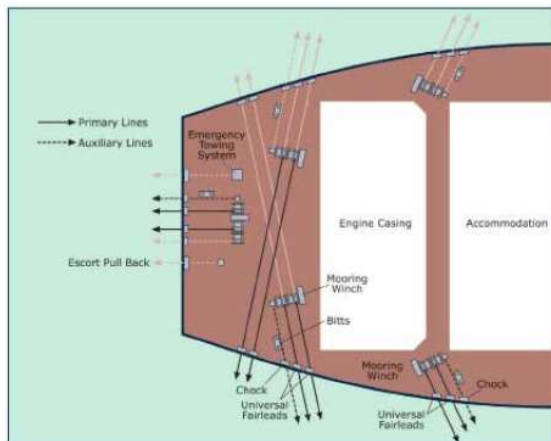 Primary Lines
Auxiliary Lines
Emergency
Towing
System
Engine Casing
Accommodation
Escort Pull Back
Mooring
Winch
Bitts
Mooring
Winch
Chock
Chock
Universal
Fairleads
Universal
Fairleads